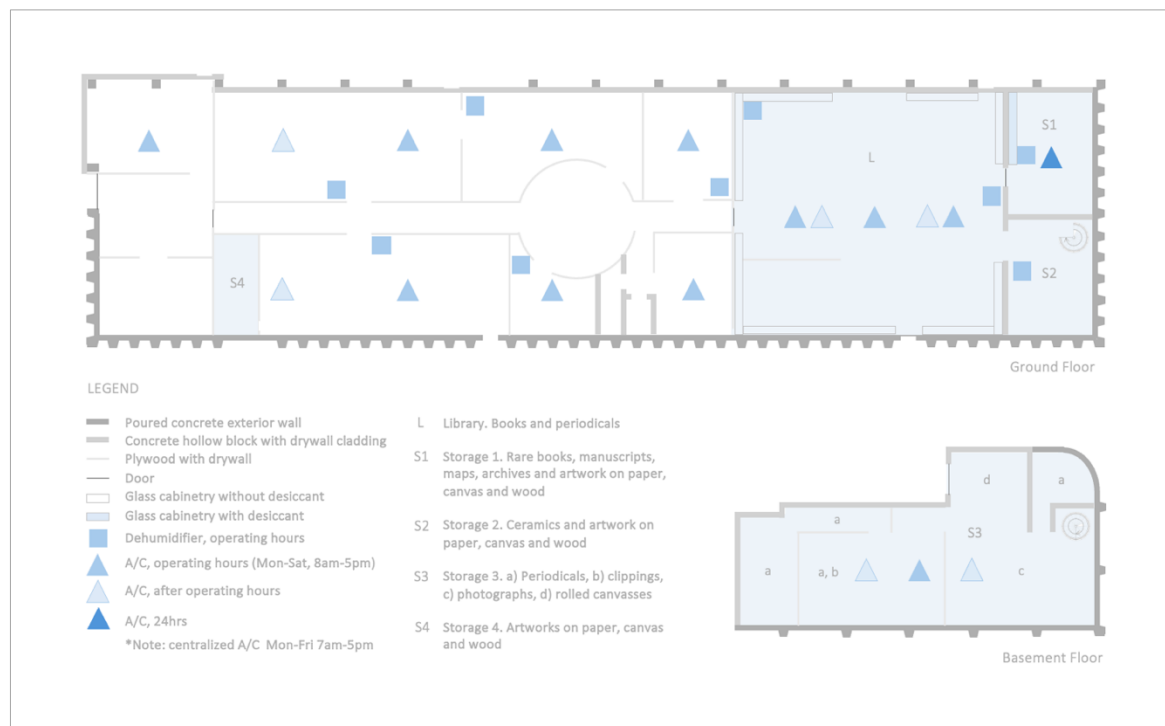 S1
L
S4
S2
Ground Floor
LEGEND
Poured concrete exterior wall
Concrete hollow block with drywall cladding
Plywood with drywall
Door
Glass cabinetry without desiccant
Glass cabinetry with desiccant
Dehumidifier, operating hours
A/C, operating hours (Mon-Sat, 8am-5pm)
A/C, after operating hours
A/C, 24hrs
*Note: centralized A/C Mon-Fri 7am-5pm
L Library. Books and periodicals
S1 Storage 1. Rare books, manuscripts,
maps, archives and artwork on paper,
canvas and wood
S2 Storage 2. Ceramics and artwork on
paper, canvas and wood
S3 Storage 3. a) Periodicals, b) clippings,
c) photographs, d) rolled canvasses
S4 Storage 4. Artworks on paper, canvas
and wood
d
a
a
S3
a
a, b
c
Basement Floor